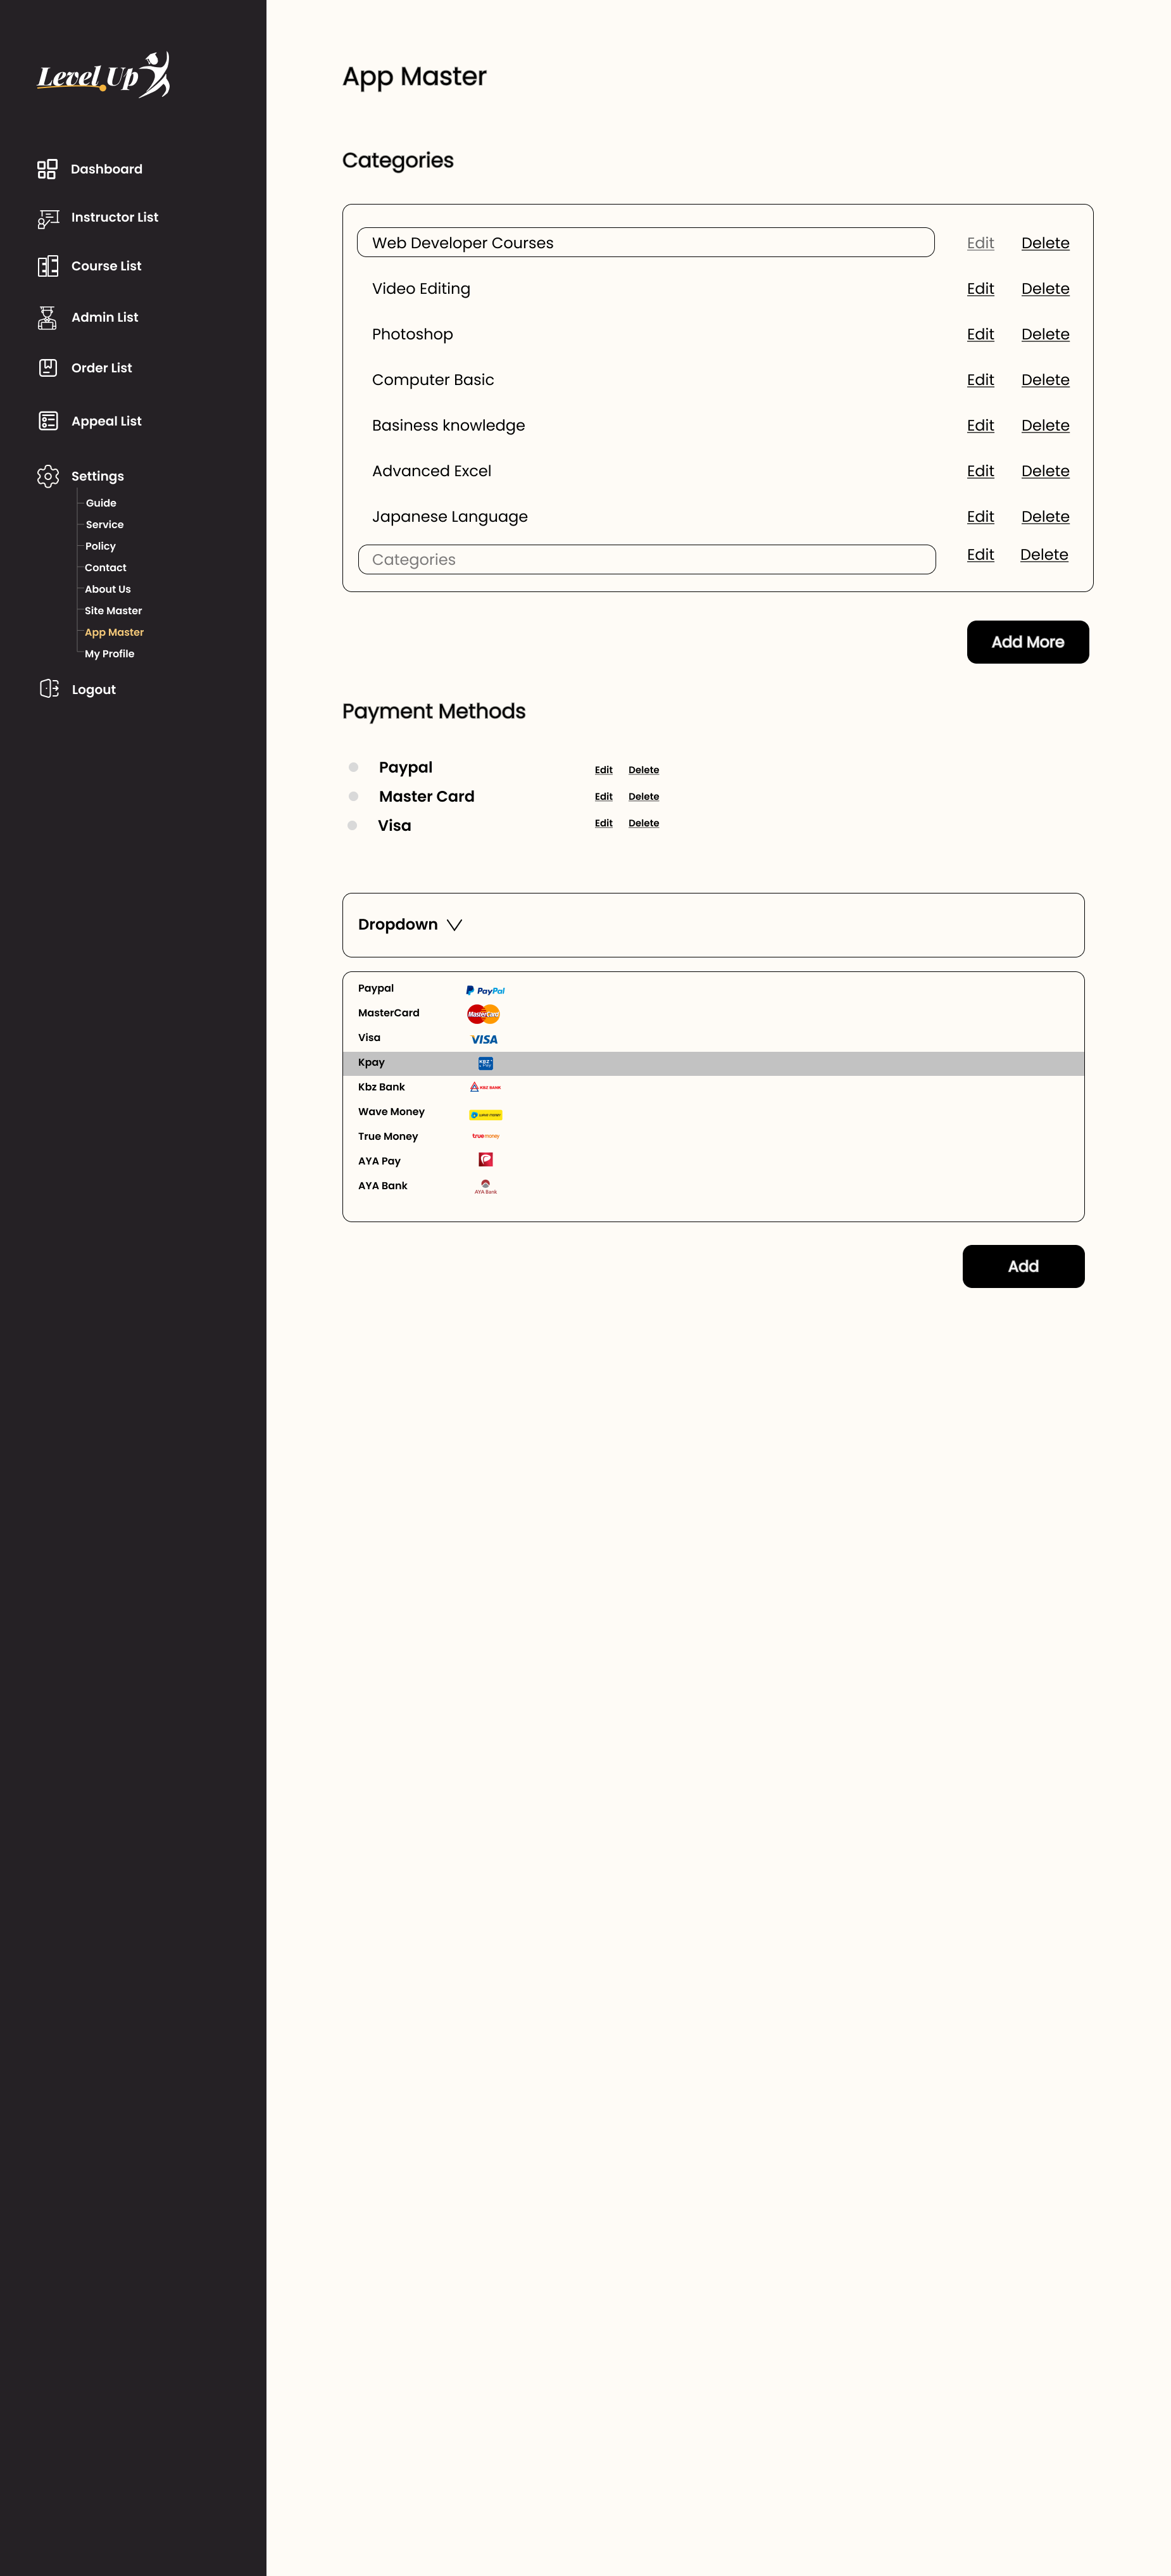 Level Up
Dashboard
Instructor List
Course List
Admin List
Order List
Appeal List
Settings
Guide
Service
Policy
Contact
About Us
Site Master
App Master
My Profile
Logout
App Master
Categories
Web Developer Courses Edit Delete
Video Editing Edit Delete
Photoshop Edit Delete
Computer Basic Edit Delete
Basiness knowledge Edit Delete
Advanced Excel Edit Delete
Japanese Language Edit Delete
Categories Edit Delete
Add More
Payment Methods
Paypal Edit Delete
Master Card Edit Delete
Visa Edit Delete
Dropdown
Paypal PayPal
MasterCard MasterCard
Visa VISA
Kpay KBZ Pay
Kbz Bank KBZ BANK
Wave Money wave money
True Money truemoney
AYA Pay
AYA Bank AYA Bank
Add